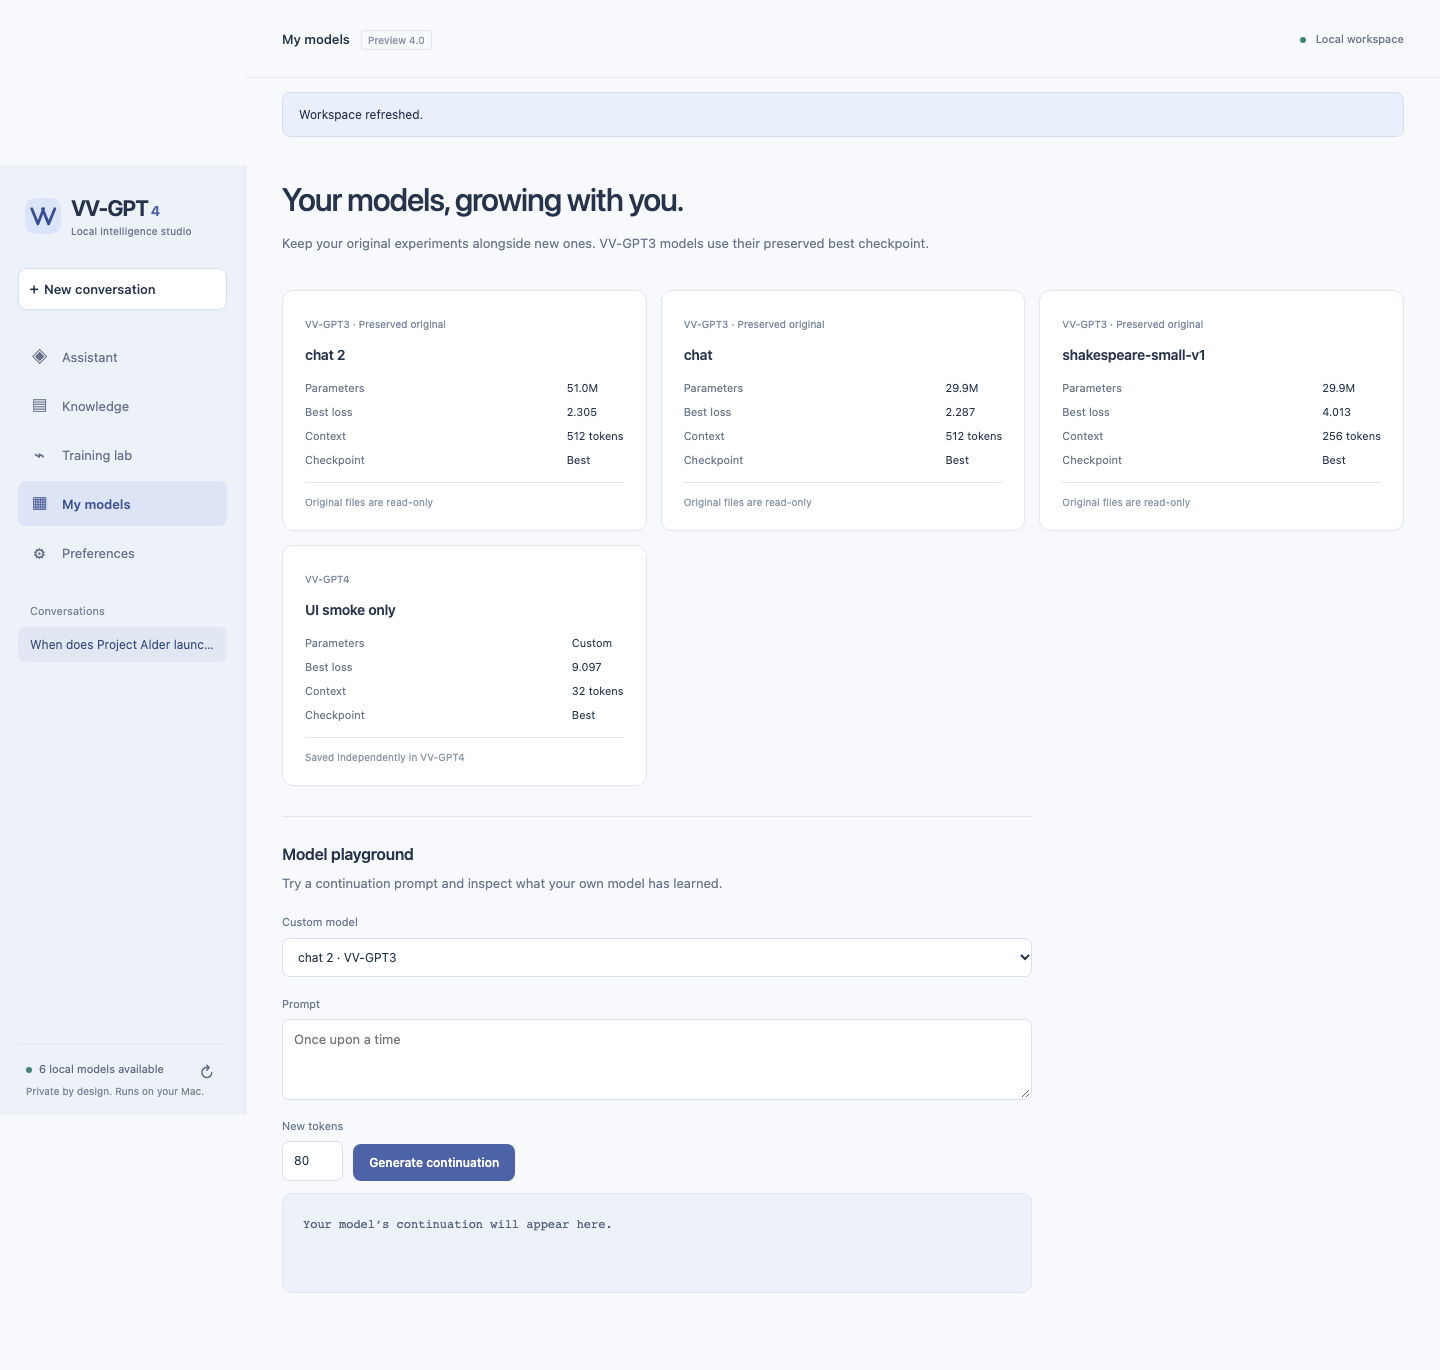 My models
Preview 4.0
Local workspace
Workspace refreshed.
VV-GPT 4
Local intelligence studio
+ New conversation
Assistant
Knowledge
Training lab
My models
Preferences
Conversations
When does Project Alder launc...
6 local models available
Private by design. Runs on your Mac.
Your models, growing with you.
Keep your original experiments alongside new ones. VV-GPT3 models use their preserved best checkpoint.
VV-GPT3 · Preserved original
chat 2
Parameters 51.0M
Best loss 2.305
Context 512 tokens
Checkpoint Best
Original files are read-only
VV-GPT3 · Preserved original
chat
Parameters 29.9M
Best loss 2.287
Context 512 tokens
Checkpoint Best
Original files are read-only
VV-GPT3 · Preserved original
shakespeare-small-v1
Parameters 29.9M
Best loss 4.013
Context 256 tokens
Checkpoint Best
Original files are read-only
VV-GPT4
UI smoke only
Parameters Custom
Best loss 9.097
Context 32 tokens
Checkpoint Best
Saved independently in VV-GPT4
Model playground
Try a continuation prompt and inspect what your own model has learned.
Custom model
chat 2 · VV-GPT3
Prompt
Once upon a time
New tokens
80
Generate continuation
Your model’s continuation will appear here.